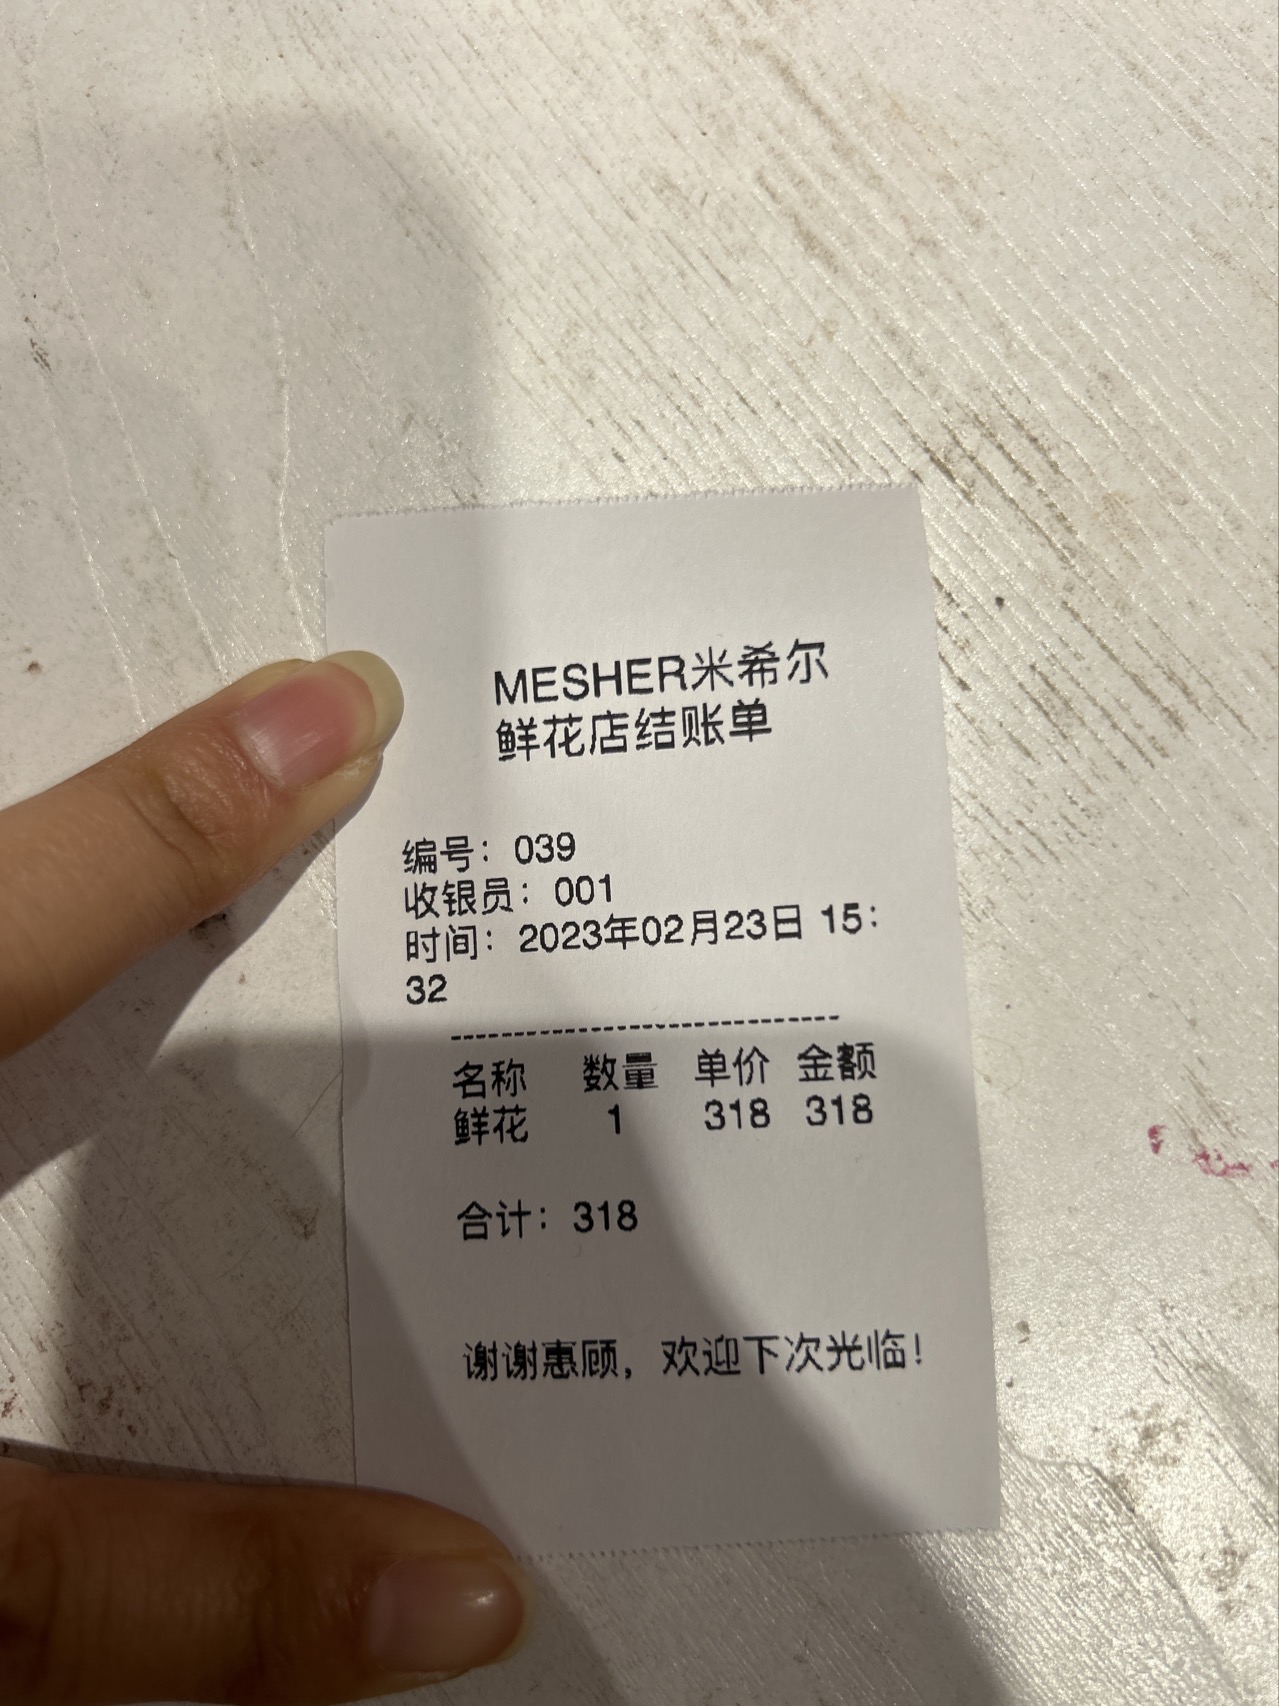 MESHER米希尔
鲜花店结账单
编号：039
收银员：001
时间：2023年02月23日 15：
32
--------------------------------
名称 数量 单价 金额
鲜花 1 318 318
合计：318
谢谢惠顾，欢迎下次光临！